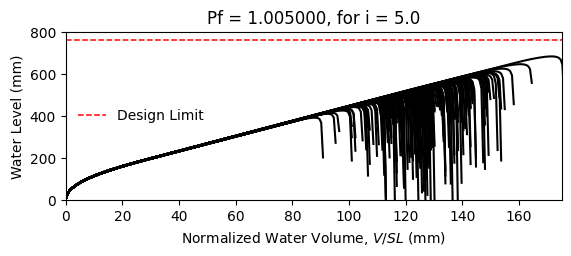 Pf = 1.005000, for i = 5.0
Water Level (mm)
800
600
400
200
0
Design Limit
0 20 40 60 80 100 120 140 160
Normalized Water Volume, V/SL (mm)